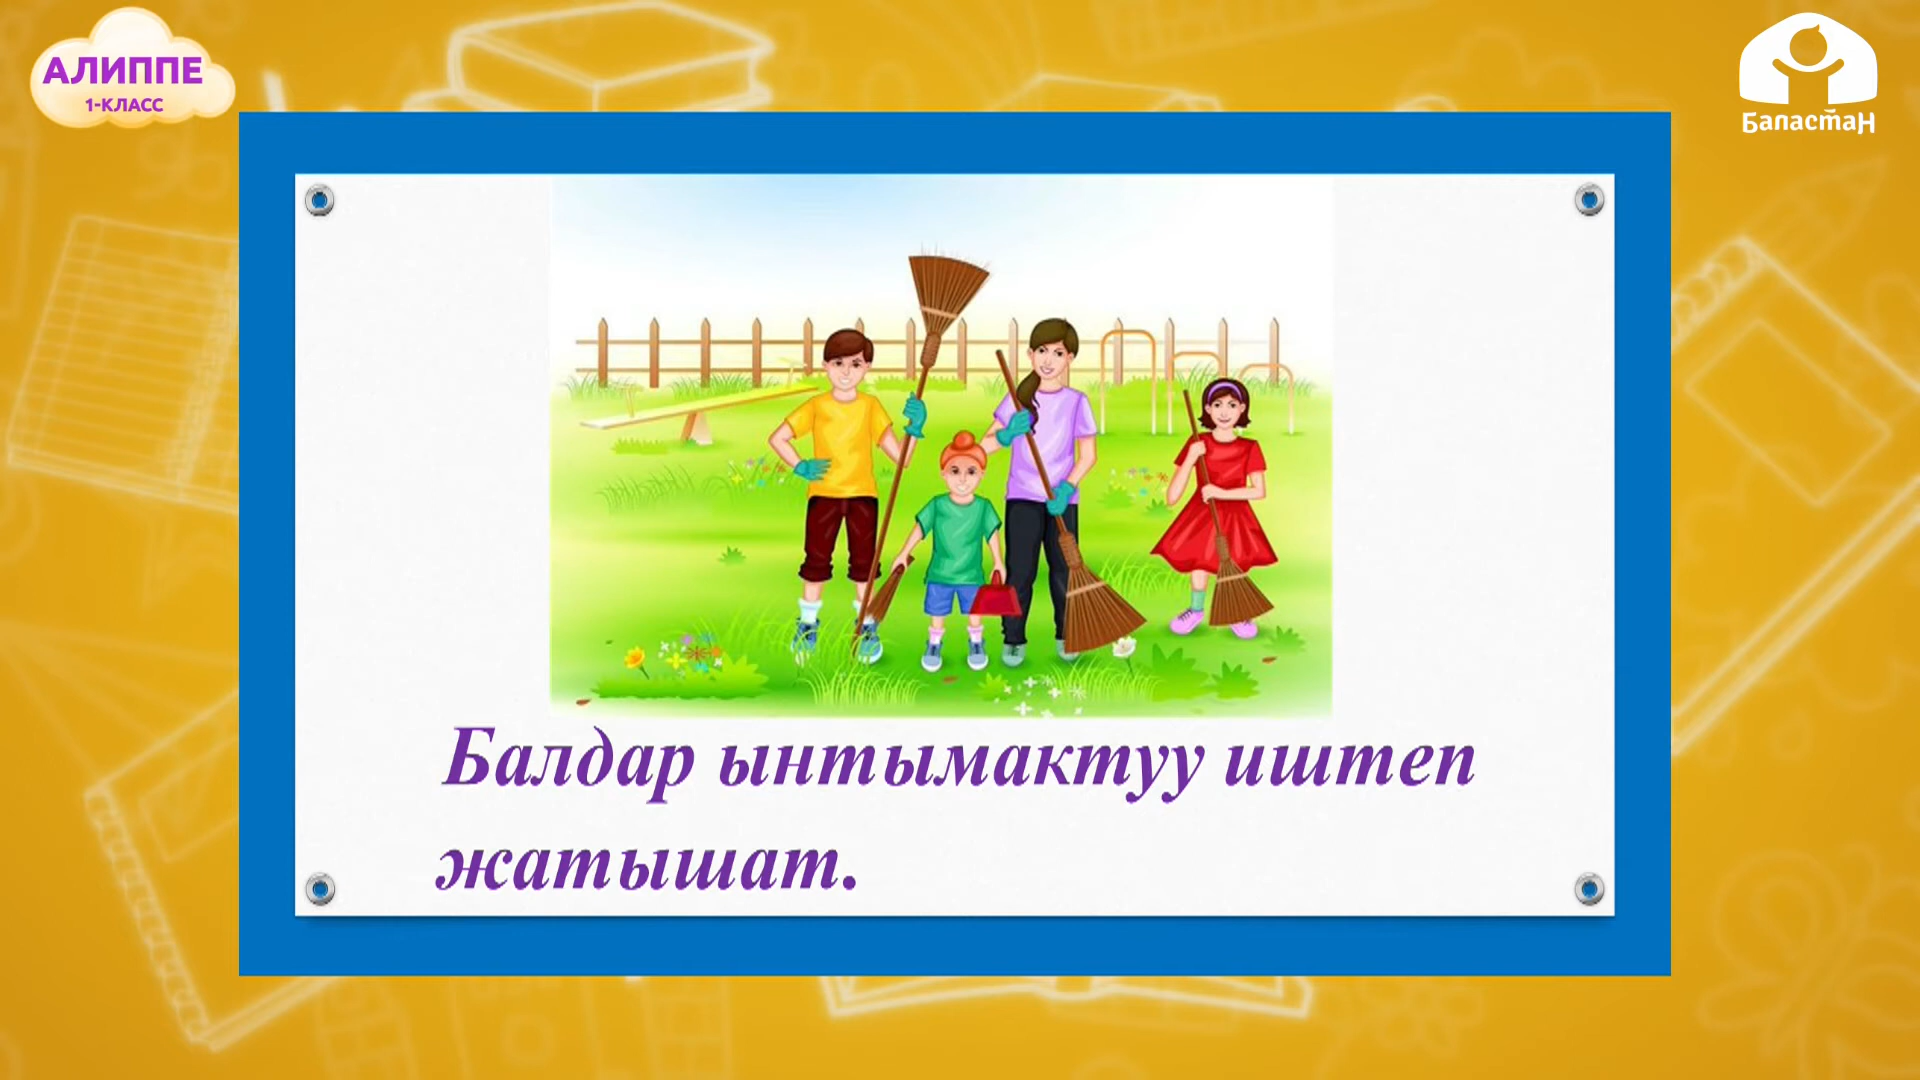 АЛИППЕ
1-КЛАСС
Баластан
Балдар ынтымактуу иштеп
жатышат.